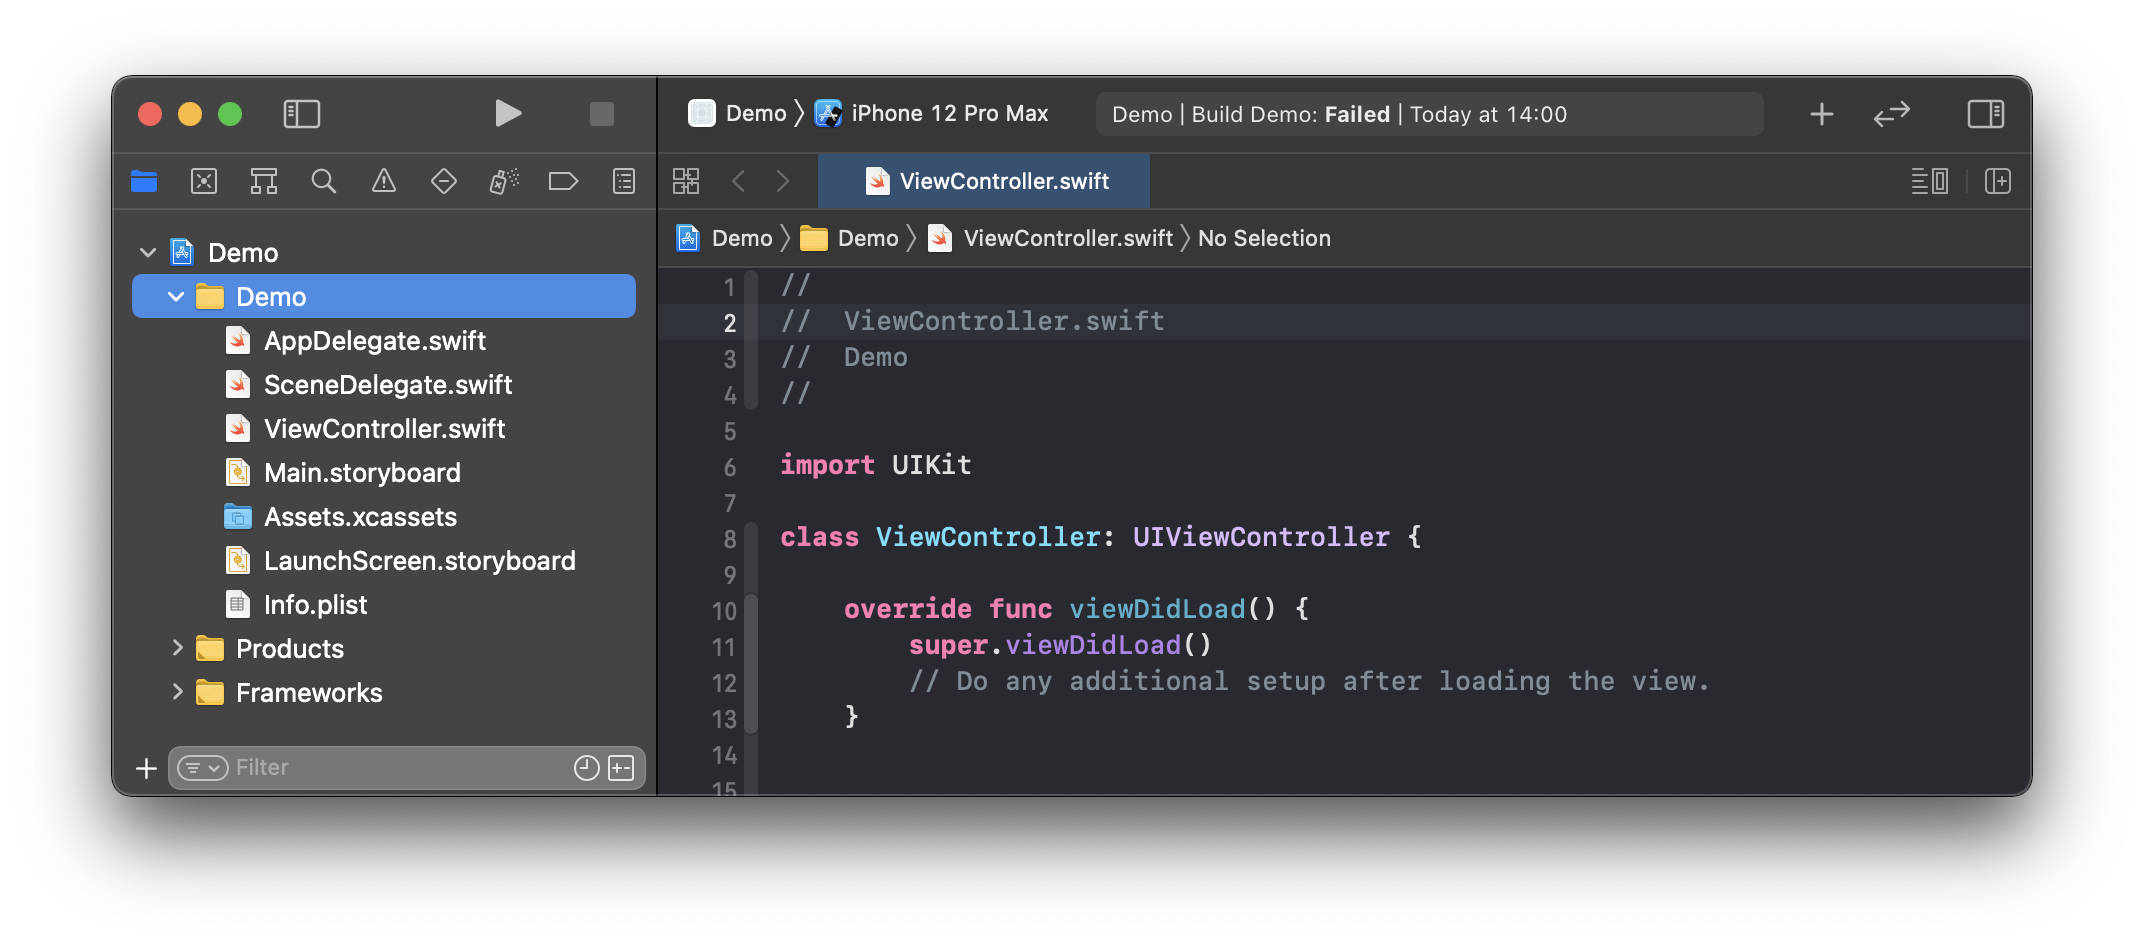 Demo
iPhone 12 Pro Max
Demo | Build Demo: Failed | Today at 14:00
Demo
Demo
AppDelegate.swift
SceneDelegate.swift
ViewController.swift
Main.storyboard
Assets.xcassets
LaunchScreen.storyboard
Info.plist
Products
Frameworks
Filter
ViewController.swift
Demo
Demo
ViewController.swift
No Selection
1 //
2 //  ViewController.swift
3 //  Demo
4 //
5
6 import UIKit
7
8 class ViewController: UIViewController {
9
10     override func viewDidLoad() {
11         super.viewDidLoad()
12         // Do any additional setup after loading the view.
13     }
14
15